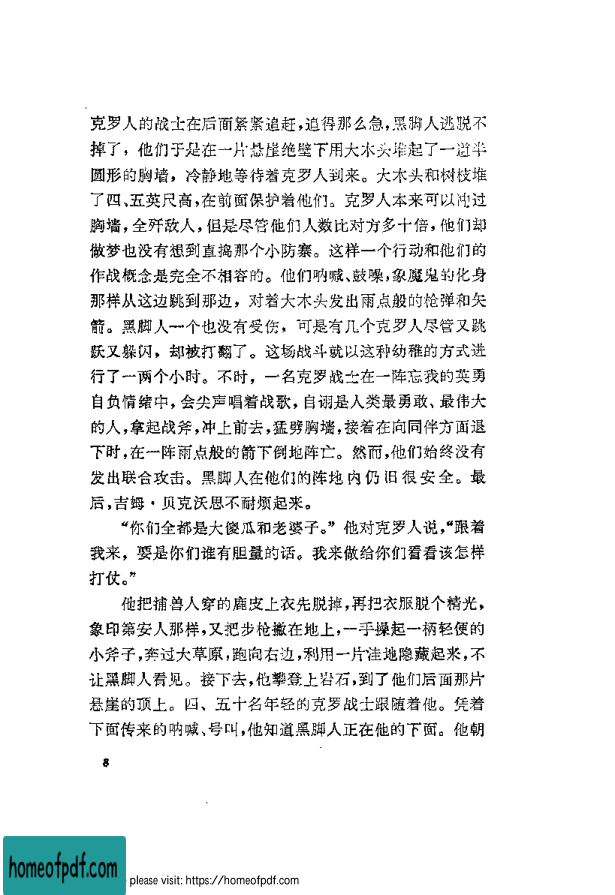 克罗人的战士在后面紧紧追赶，追得那么急，黑脚人逃脱不
掉了，他们于是在一片悬崖绝壁下用大木头堆起了一道半
圆形的胸墙，冷静地等待着克罗人到来。大木头和树枝堆
了四、五英尺高，在前面保护着他们。克罗人本来可以冲过
胸墙，全歼敌人，但是尽管他们人数比对方多十倍，他们却
做梦也没有想到直捣那个小防寨。这样一个行动和他们的
作战概念是完全不相容的。他们呐喊、鼓噪，象魔鬼的化身
那样从这边跳到那边，对着大木头发出雨点般的枪弹和矢
箭。黑脚人一个也没有受伤，可是有几个克罗人尽管又跳
跃又躲闪，却被打翻了。这场战斗就以这种幼稚的方式进
行了一两个小时。不时，一名克罗战士在一阵忘我的英勇
自负情绪中，会尖声唱着战歌，自诩是人类最勇敢、最伟大
的人，拿起战斧，冲上前去，猛劈胸墙，接着在向同伴方面退
下时，在一阵雨点般的箭下倒地阵亡。然而，他们始终没有
发出联合攻击。黑脚人在他们的阵地内仍旧很安全。最
后，吉姆·贝克沃思不耐烦起来。
“你们全都是大傻瓜和老婆子。”他对克罗人说，“跟着
我来，要是你们谁有胆量的话。我来做给你们看看该怎样
打仗。”
他把捕兽人穿的鹿皮上衣先脱掉，再把衣服脱个精光，
象印第安人那样，又把步枪撇在地上，一手操起一柄轻便的
小斧子，奔过大草原，跑向右边，利用一片洼地隐藏起来，不
让黑脚人看见。接下去，他攀登上岩石，到了他们后面那片
悬崖的顶上。四、五十名年轻的克罗战士跟随着他。凭着
下面传来的呐喊、号叫，他知道黑脚人正在他的下面。他朝
8
homeofpdf.com
please visit: https://homeofpdf.com